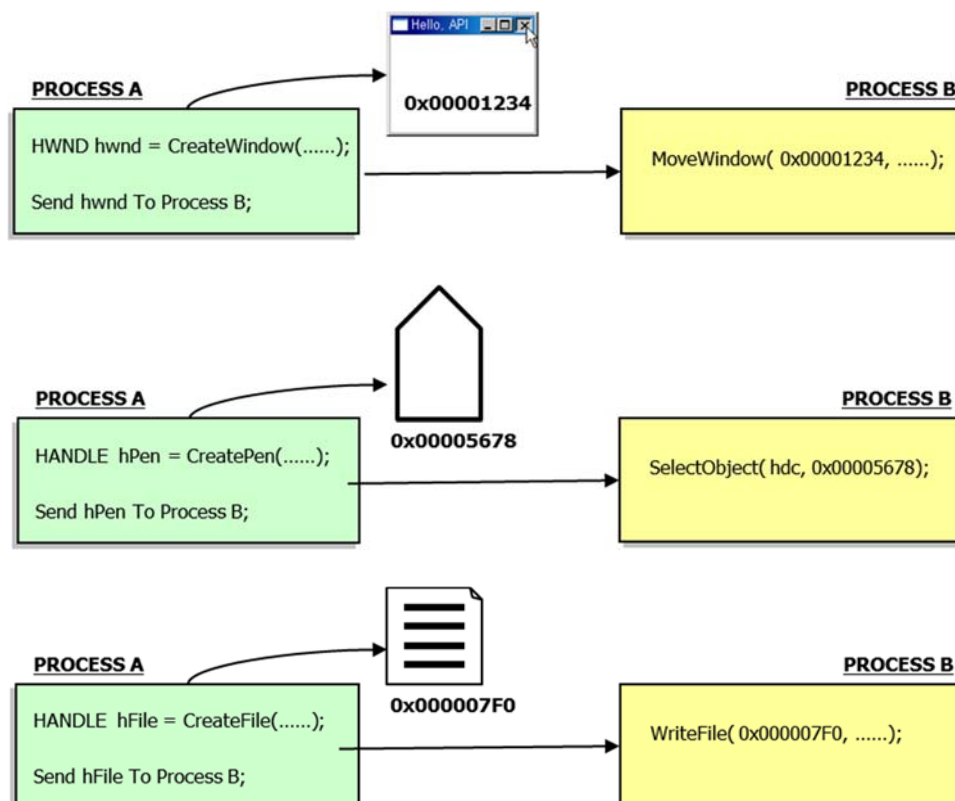 Hello, API
0x00001234
PROCESS A
HWND hwnd = CreateWindow(......);
Send hwnd To Process B;
PROCESS B
MoveWindow( 0x00001234, ......);
0x00005678
PROCESS A
HANDLE hPen = CreatePen(......);
Send hPen To Process B;
PROCESS B
SelectObject( hdc, 0x00005678);
0x000007F0
PROCESS A
HANDLE hFile = CreateFile(......);
Send hFile To Process B;
PROCESS B
WriteFile( 0x000007F0, ......);